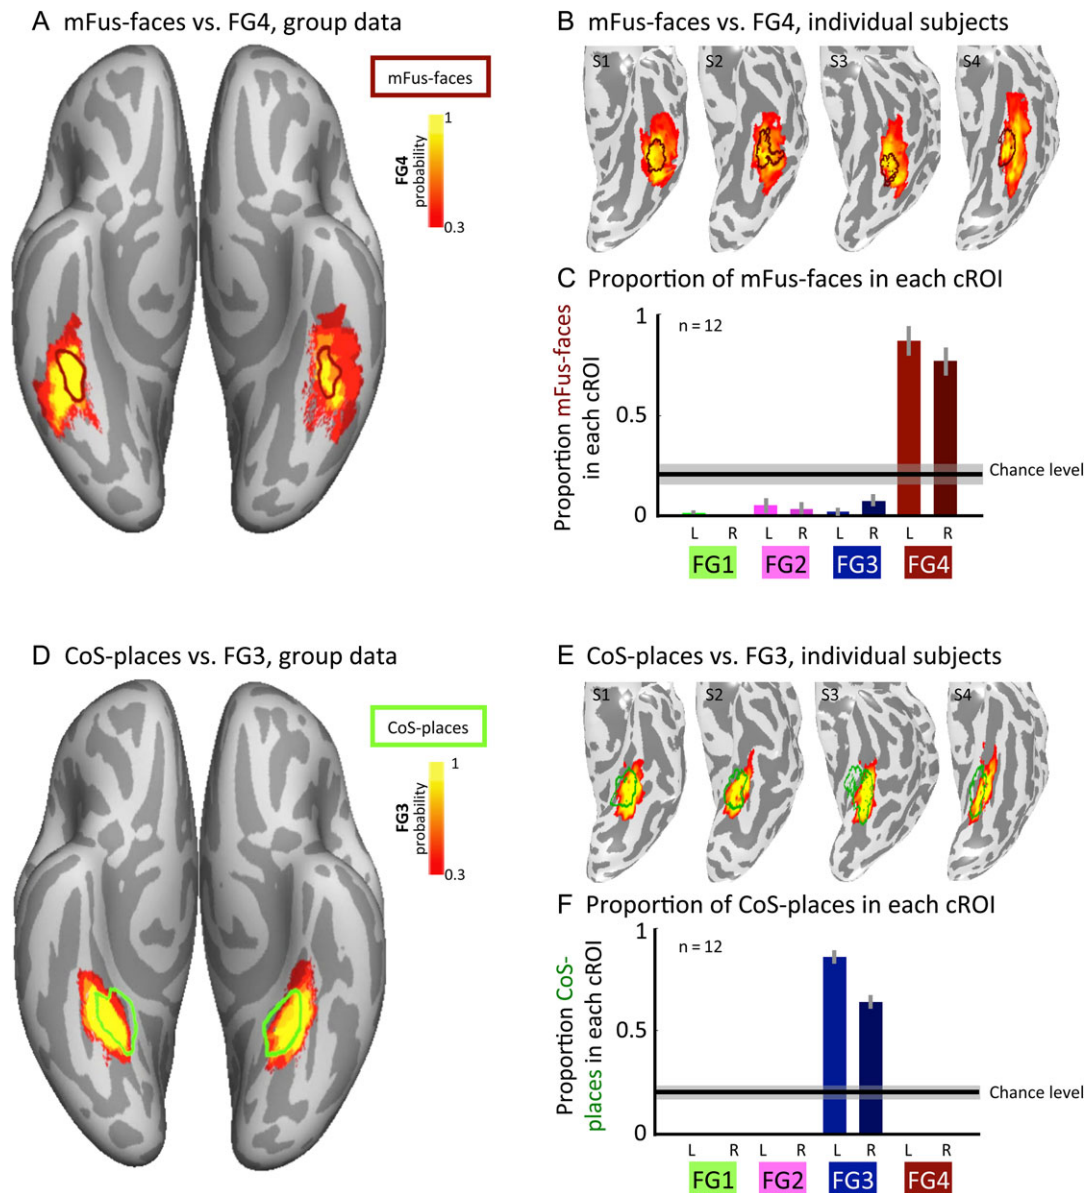 A mFus-faces vs. FG4, group data
mFus-faces
1
FG4
probability
0.3
B mFus-faces vs. FG4, individual subjects
S1 S2 S3 S4
C Proportion of mFus-faces in each cROI
Proportion mFus-faces
in each cROI
1
n = 12
0.5
Chance level
0
L R L R L R L R
FG1 FG2 FG3 FG4
D CoS-places vs. FG3, group data
CoS-places
1
FG3
probability
0.3
E CoS-places vs. FG3, individual subjects
S1 S2 S3 S4
F Proportion of CoS-places in each cROI
Proportion CoS-
places in each cROI
1
n = 12
0.5
Chance level
0
L R L R L R L R
FG1 FG2 FG3 FG4